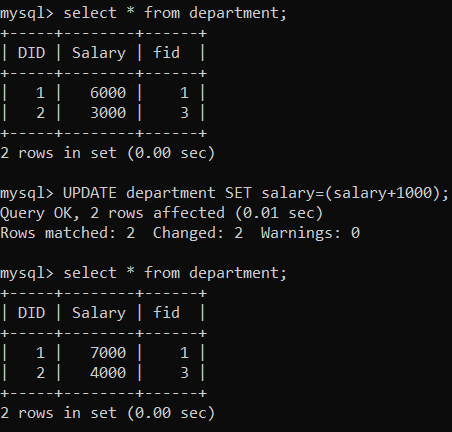 mysql> select * from department;
+-----+--------+------+
| DID | Salary | fid  |
+-----+--------+------+
|   1 |   6000 |    1 |
|   2 |   3000 |    3 |
+-----+--------+------+
2 rows in set (0.00 sec)

mysql> UPDATE department SET salary=(salary+1000);
Query OK, 2 rows affected (0.01 sec)
Rows matched: 2  Changed: 2  Warnings: 0

mysql> select * from department;
+-----+--------+------+
| DID | Salary | fid  |
+-----+--------+------+
|   1 |   7000 |    1 |
|   2 |   4000 |    3 |
+-----+--------+------+
2 rows in set (0.00 sec)